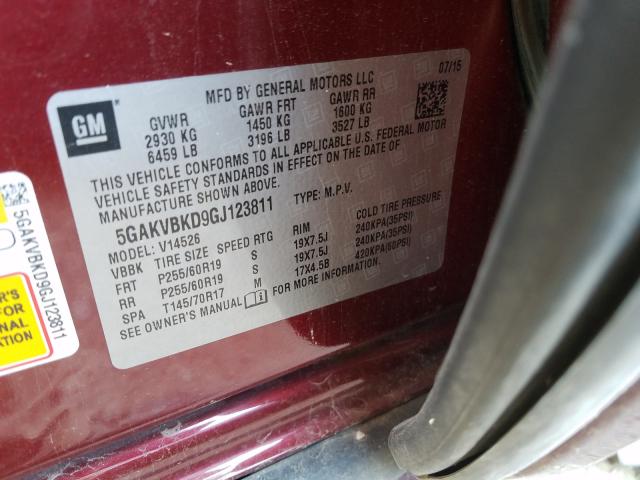 GM
MFD BY GENERAL MOTORS LLC
07/15
GVWR GAWR FRT GAWR RR
2930 KG 1450 KG 1600 KG
6459 LB 3196 LB 3527 LB
THIS VEHICLE CONFORMS TO ALL APPLICABLE U.S. FEDERAL MOTOR
VEHICLE SAFETY STANDARDS IN EFFECT ON THE DATE OF
MANUFACTURE SHOWN ABOVE.
5GAKVBKD9GJ123811 TYPE: M.P.V.
MODEL: V14526
VBBK TIRE SIZE SPEED RTG RIM COLD TIRE PRESSURE
FRT P255/60R19 S 19X7.5J 240KPA(35PSI)
RR P255/60R19 S 19X7.5J 240KPA(35PSI)
SPA T145/70R17 M 17X4.5B 420KPA(60PSI)
SEE OWNER'S MANUAL FOR MORE INFORMATION.
5GAKVBKD9GJ123811
ER'S
FOR
NAL
ATION